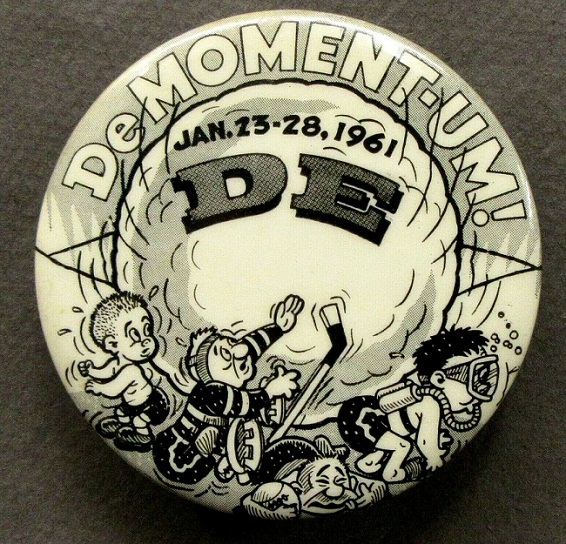 DeMOMENT-UM!
JAN. 23-28, 1961
DE